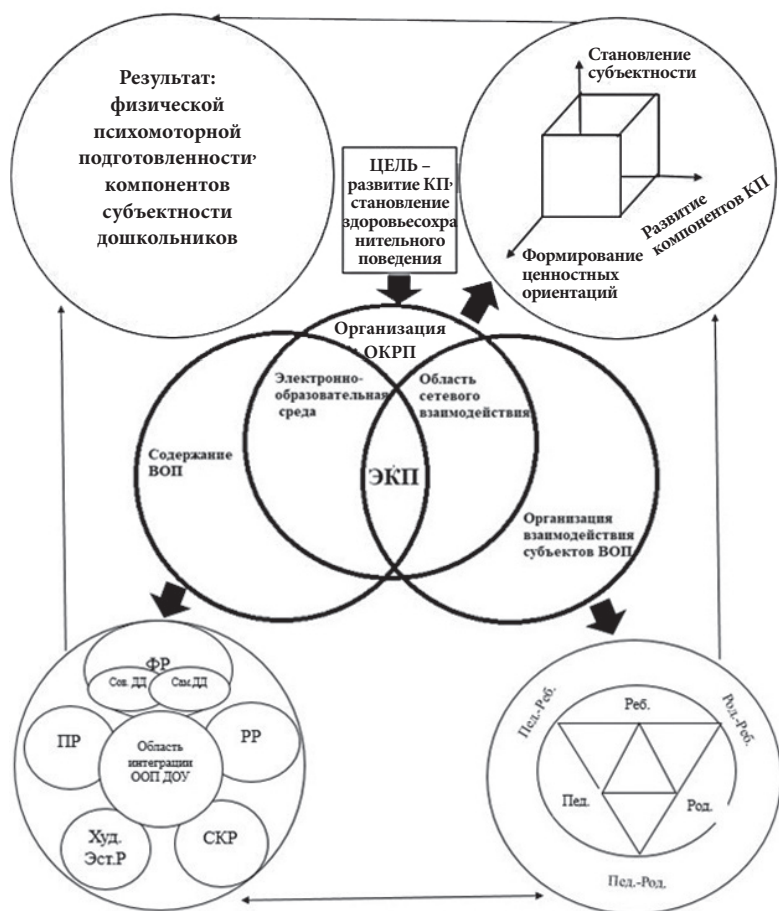 Результат:
физической
психомоторной
подготовленности,
компонентов
субъектности
дошкольников
ЦЕЛЬ –
развитие КП,
становление
здоровьесохра
нительного
поведения
Становление
субъектности
Развитие
компонентов КП
Формирование
ценностных
ориентаций
Организация
ОКРП
Электронно-
образовательная
среда
Область
сетевого
взаимодействия
Содержание
ВОП
ЭКП
Организация
взаимодействия
субъектов ВОП
ФР
Сов. ДД
Сам.ДД
ПР
РР
Область
интеграции
ООП ДОУ
Худ.
Эст.Р
СКР
Пед.-Реб.
Род.-Реб.
Реб.
Пед.
Род.
Пед.-Род.